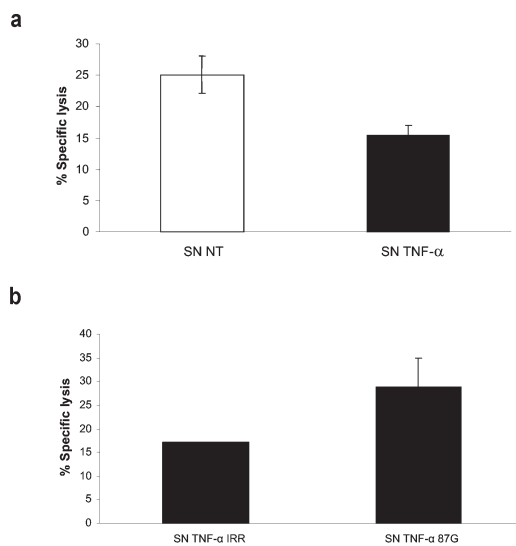 a
30
25
20
15
10
5
0
% Specific lysis
SN NT
SN TNF-α
b
40
35
30
25
20
15
10
5
0
% Specific lysis
SN TNF-α IRR
SN TNF-α 87G